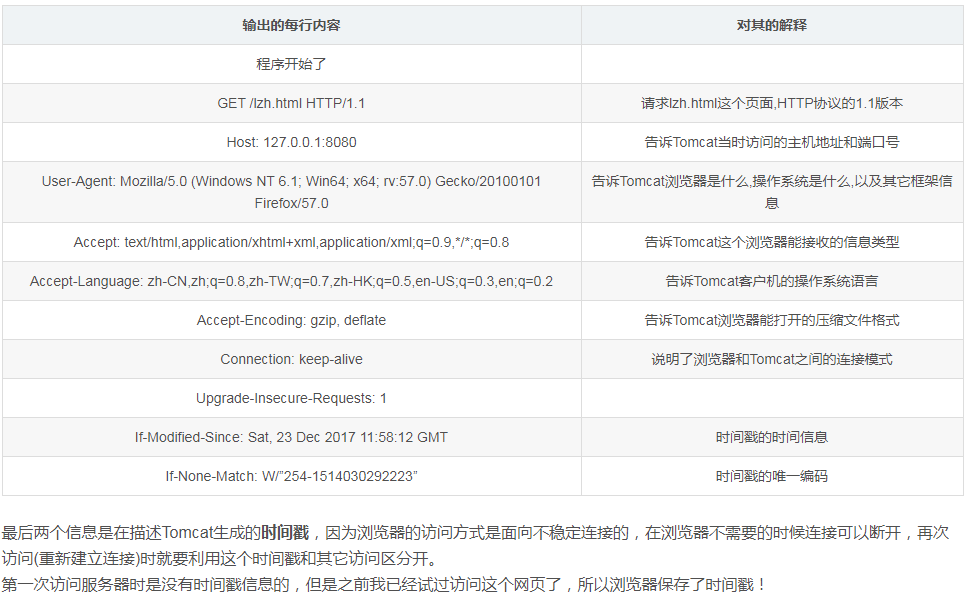 输出的每行内容 对其的解释
程序开始了
GET /lzh.html HTTP/1.1 请求lzh.html这个页面,HTTP协议的1.1版本
Host: 127.0.0.1:8080 告诉Tomcat当时访问的主机地址和端口号
User-Agent: Mozilla/5.0 (Windows NT 6.1; Win64; x64; rv:57.0) Gecko/20100101 告诉Tomcat浏览器是什么,操作系统是什么,以及其它框架信
Firefox/57.0 息
Accept: text/html,application/xhtml+xml,application/xml;q=0.9,*/*;q=0.8 告诉Tomcat这个浏览器能接收的信息类型
Accept-Language: zh-CN,zh;q=0.8,zh-TW;q=0.7,zh-HK;q=0.5,en-US;q=0.3,en;q=0.2 告诉Tomcat客户机的操作系统语言
Accept-Encoding: gzip, deflate 告诉Tomcat浏览器能打开的压缩文件格式
Connection: keep-alive 说明了浏览器和Tomcat之间的连接模式
Upgrade-Insecure-Requests: 1
If-Modified-Since: Sat, 23 Dec 2017 11:58:12 GMT 时间戳的时间信息
If-None-Match: W/”254-1514030292223” 时间戳的唯一编码
最后两个信息是在描述Tomcat生成的时间戳，因为浏览器的访问方式是面向不稳定连接的，在浏览器不需要的时候连接可以断开，再次
访问(重新建立连接)时就要利用这个时间戳和其它访问区分开。
第一次访问服务器时是没有时间戳信息的，但是之前我已经试过访问这个网页了，所以浏览器保存了时间戳！